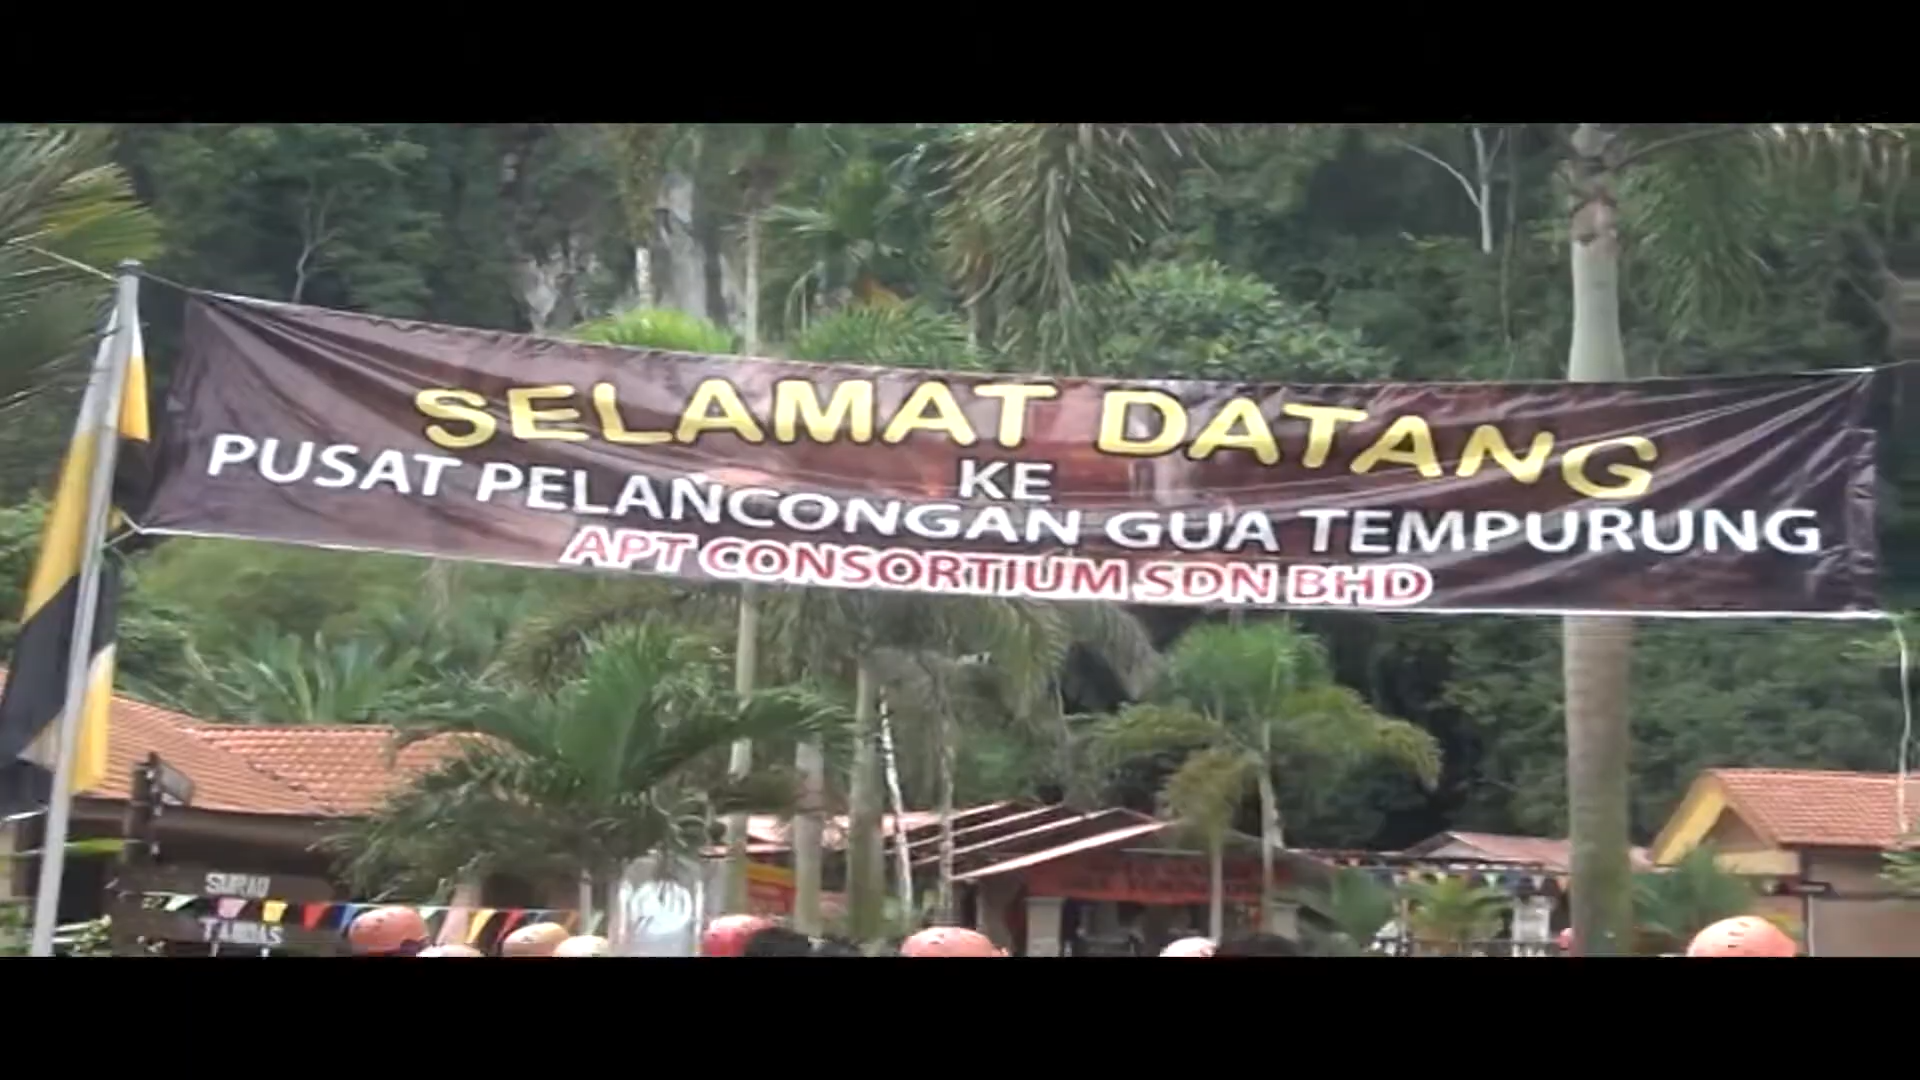 SELAMAT DATANG
KE
PUSAT PELANCONGAN GUA TEMPURUNG
APT CONSORTIUM SDN BHD
SURAU
TANDAS